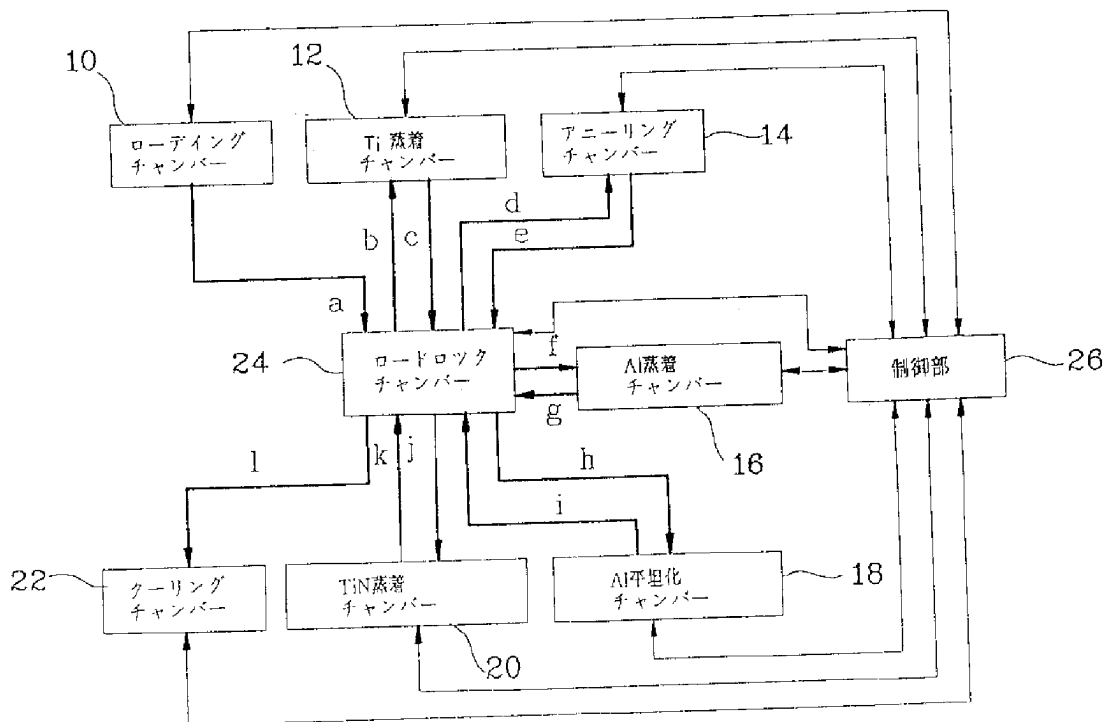 10
ローデイング
チャンバー
12
Ti 蒸着
チャンバー
アニーリング
チャンバー
14
a
b
c
d
e
24
ロードロック
チャンバー
f
g
Al蒸着
チャンバー
16
制御部
26
l
k
j
h
i
22
クーリング
チャンバー
TiN蒸着
チャンバー
20
Al平坦化
チャンバー
18